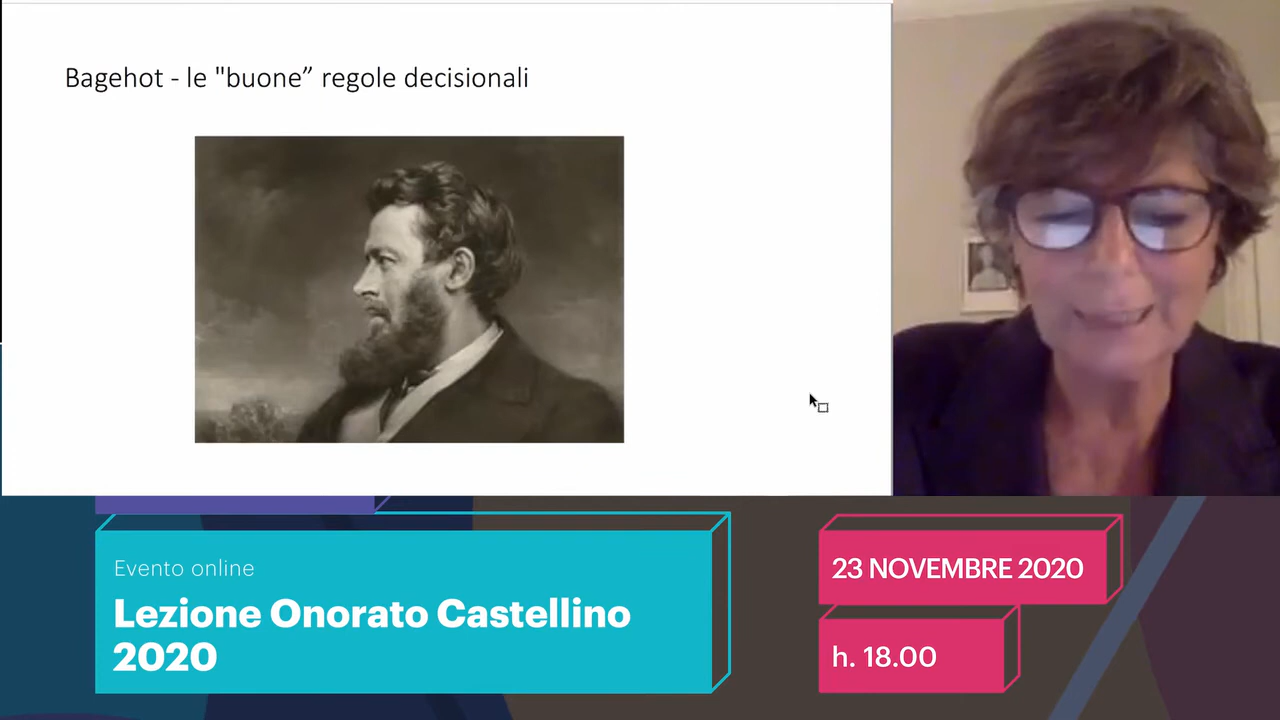 Bagehot - le "buone” regole decisionali
Evento online
Lezione Onorato Castellino
2020
23 NOVEMBRE 2020
h. 18.00